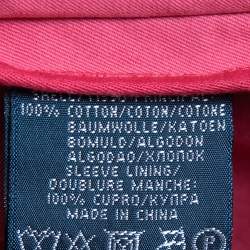 100% COTTON/COTON/COTONE
BAUMWOLLE/KATOEN
BOMULD/ALGODON
ALGODAO/ХЛОПОК
SLEEVE LINING/
DOUBLURE MANCHE:
100% CUPRO/КУПРА
MADE IN CHINA